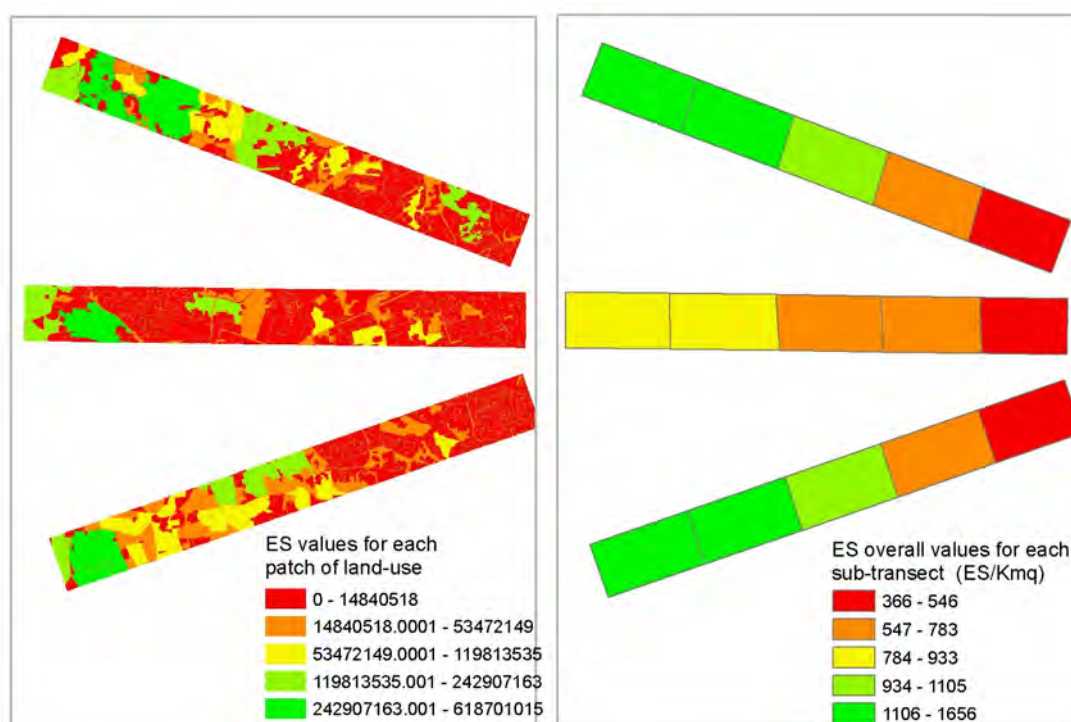 ES values for each
patch of land-use
0 - 14840518
14840518.0001 - 53472149
53472149.0001 - 119813535
119813535.001 - 242907163
242907163.001 - 618701015
ES overall values for each
sub-transect (ES/Kmq)
366 - 546
547 - 783
784 - 933
934 - 1105
1106 - 1656